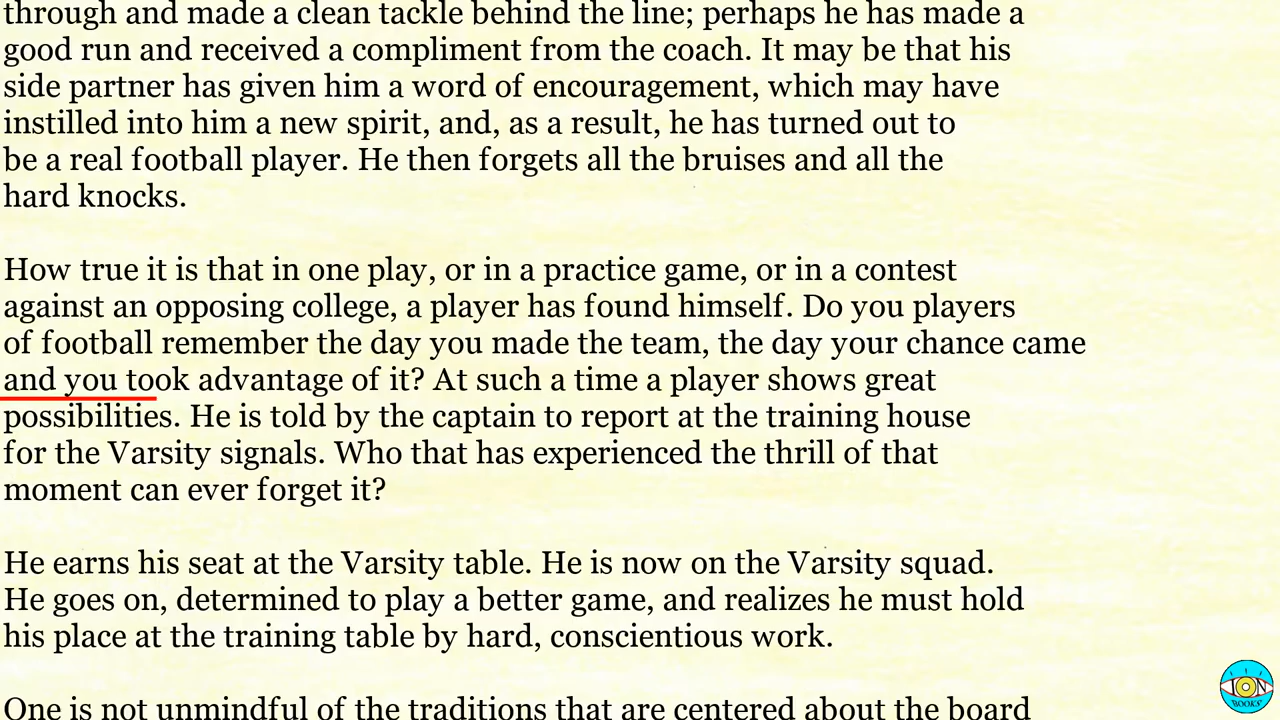 through and made a clean tackle behind the line; perhaps he has made a
good run and received a compliment from the coach. It may be that his
side partner has given him a word of encouragement, which may have
instilled into him a new spirit, and, as a result, he has turned out to
be a real football player. He then forgets all the bruises and all the
hard knocks.
How true it is that in one play, or in a practice game, or in a contest
against an opposing college, a player has found himself. Do you players
of football remember the day you made the team, the day your chance came
and you took advantage of it? At such a time a player shows great
possibilities. He is told by the captain to report at the training house
for the Varsity signals. Who that has experienced the thrill of that
moment can ever forget it?
He earns his seat at the Varsity table. He is now on the Varsity squad.
He goes on, determined to play a better game, and realizes he must hold
his place at the training table by hard, conscientious work.
One is not unmindful of the traditions that are centered about the board
ION
BOOKS